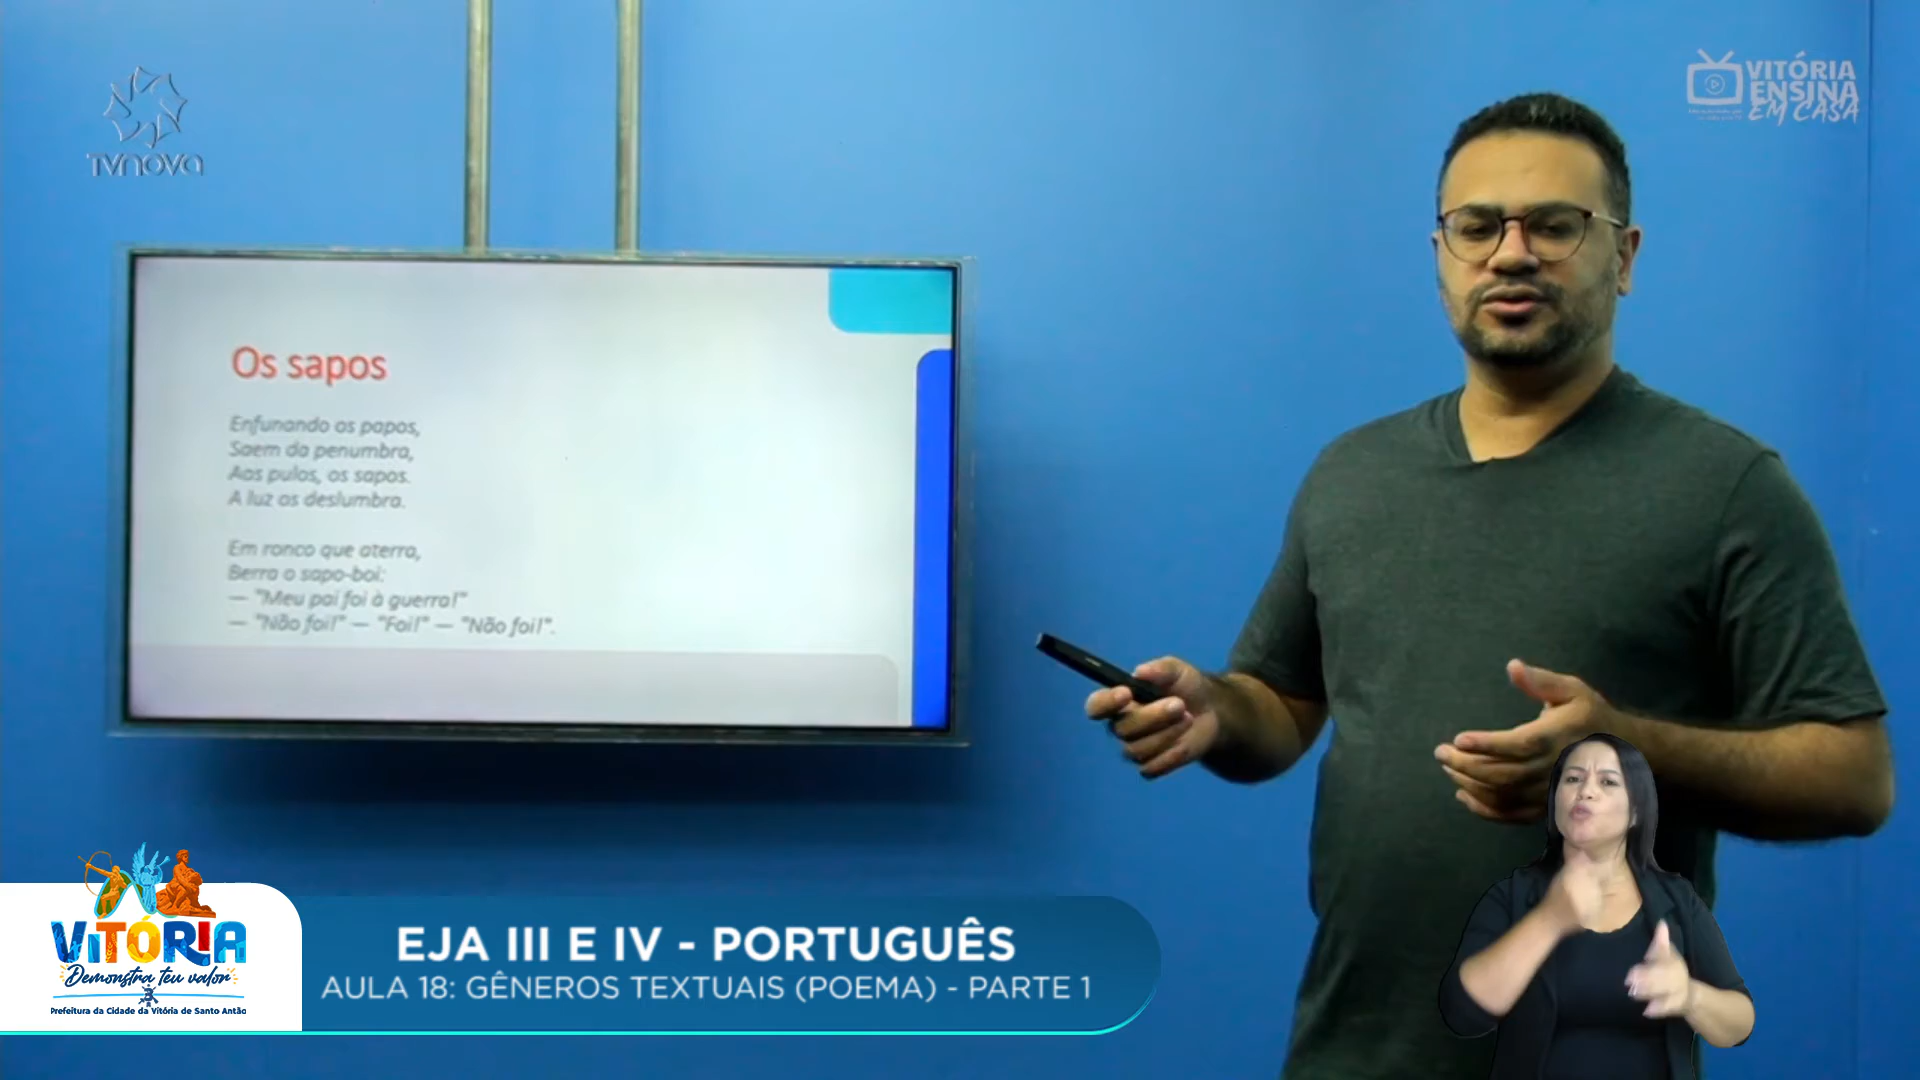 TVNOVA
VITÓRIA
ENSINA
EM CASA
Os sapos
Enfunando os papos,
Saem da penumbra,
Aos pulos, os sapos.
A luz os deslumbra.
Em ronco que aterra,
Berra o sapo-boi:
— "Meu pai foi à guerra!"
— "Não foi!" — "Foi!" — "Não foi!".
VITÓRIA
Demonstra teu valor
Prefeitura da Cidade da Vitória de Santo Antão
EJA III E IV - PORTUGUÊS
AULA 18: GÊNEROS TEXTUAIS (POEMA) - PARTE 1